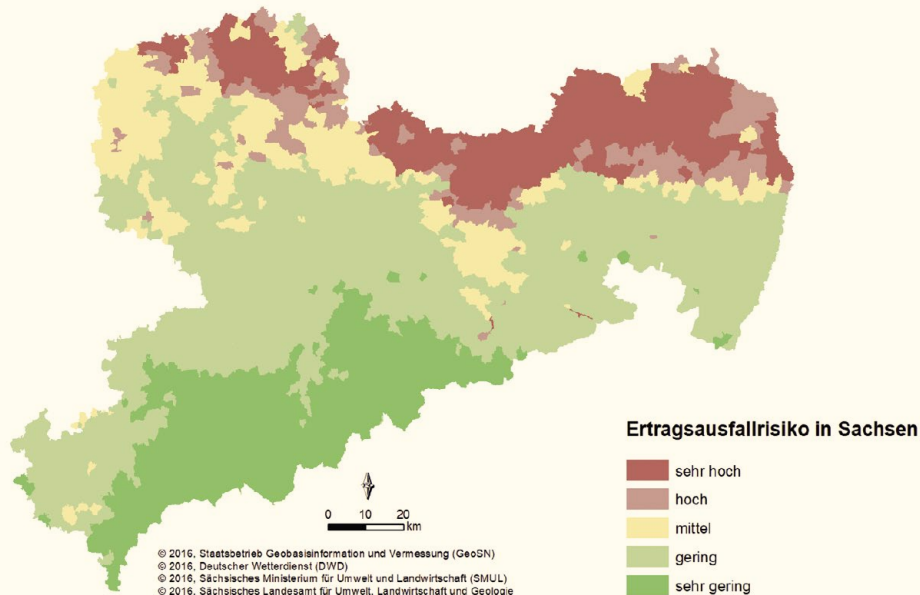 Ertragsausfallrisiko in Sachsen
sehr hoch
hoch
mittel
gering
sehr gering
0 10 20
km
© 2016, Staatsbetrieb Geobasisinformation und Vermessung (GeoSN)
© 2016, Deutscher Wetterdienst (DWD)
© 2016, Sächsisches Ministerium für Umwelt und Landwirtschaft (SMUL)
© 2016, Sächsisches Landesamt für Umwelt, Landwirtschaft und Geologie